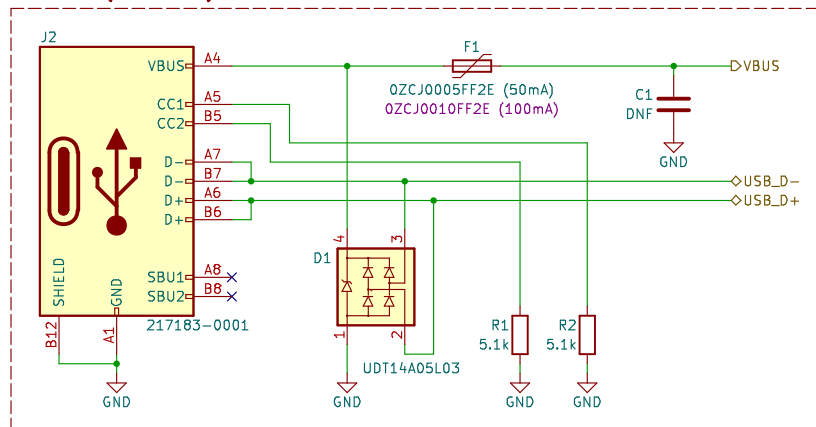 J2
VBUS
A4
F1
0ZCJ0005FF2E (50mA)
0ZCJ0010FF2E (100mA)
VBUS
C1
DNF
GND
CC1
A5
CC2
B5
D-
A7
D-
B7
D+
A6
D+
B6
USB_D-
USB_D+
SBU1
A8
SBU2
B8
SHIELD
GND
B12
A1
217183-0001
GND
D1
4
3
1
2
UDT14A05L03
GND
R1
5.1k
GND
R2
5.1k
GND